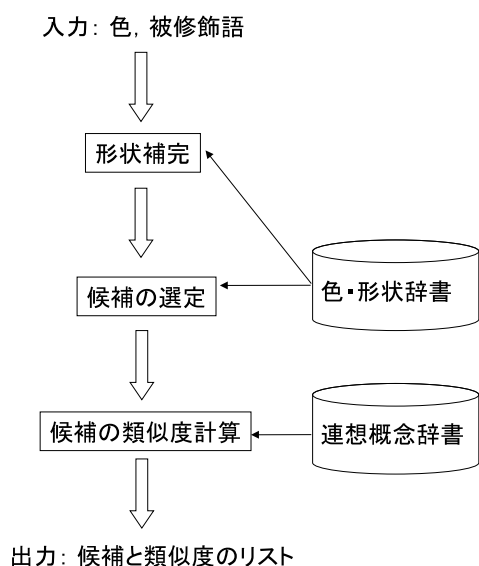 入力: 色, 被修飾語
形状補完
色・形状辞書
候補の選定
連想概念辞書
候補の類似度計算
出力: 候補と類似度のリスト